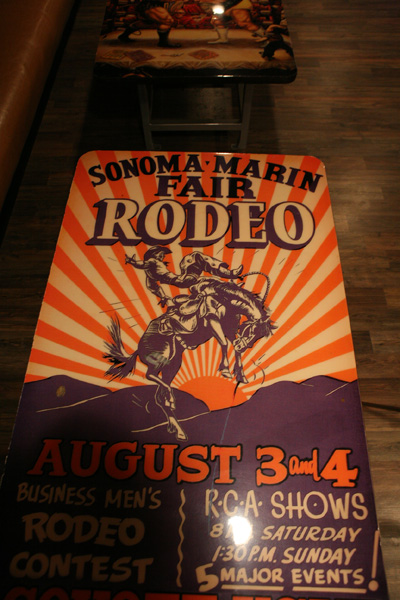 SONOMA·MARIN
FAIR
RODEO
AUGUST 3 and 4
BUSINESS MEN'S
RODEO
CONTEST
R·C·A· SHOWS
SATURDAY
1:30 P.M. SUNDAY
5 MAJOR EVENTS!